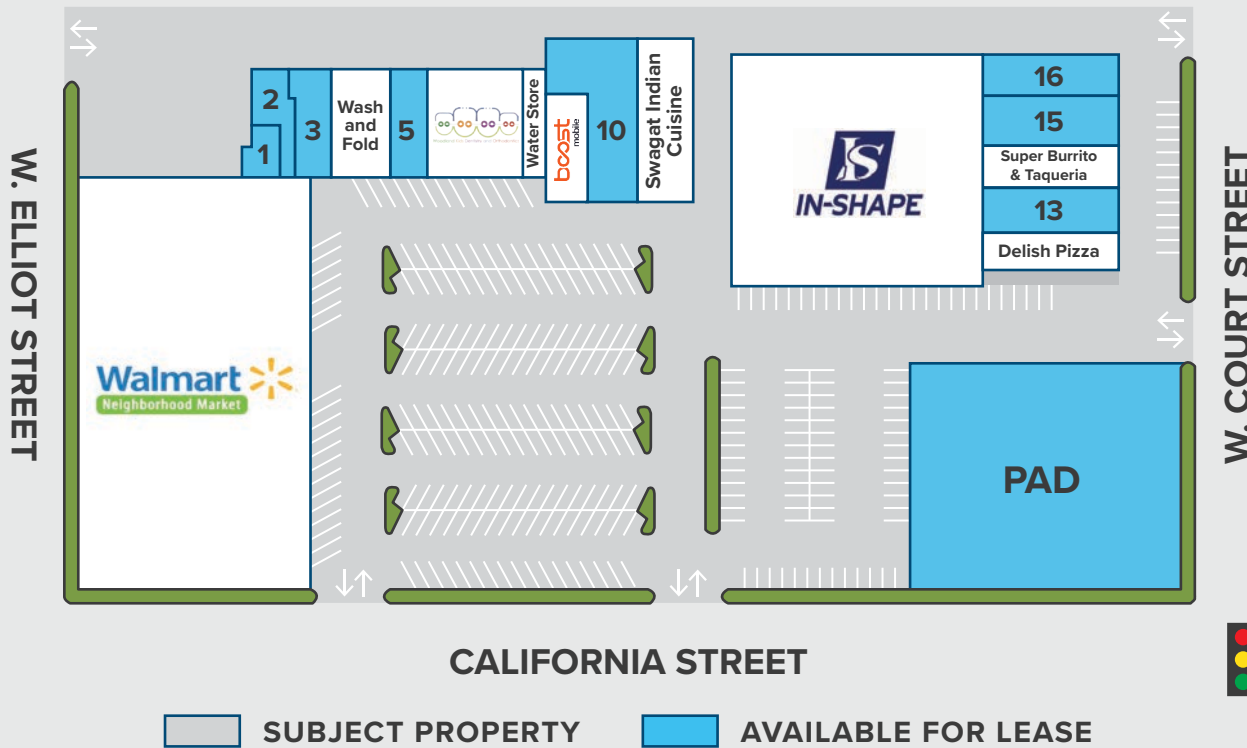 2
1
3
Wash
and
Fold
5
Water Store
boost
mobile
10
Swagat Indian
Cuisine
IS
IN-SHAPE
16
15
Super Burrito
& Taqueria
13
Delish Pizza
W. ELLIOT STREET
W. COURT STREET
Walmart
Neighborhood Market
PAD
CALIFORNIA STREET
SUBJECT PROPERTY
AVAILABLE FOR LEASE